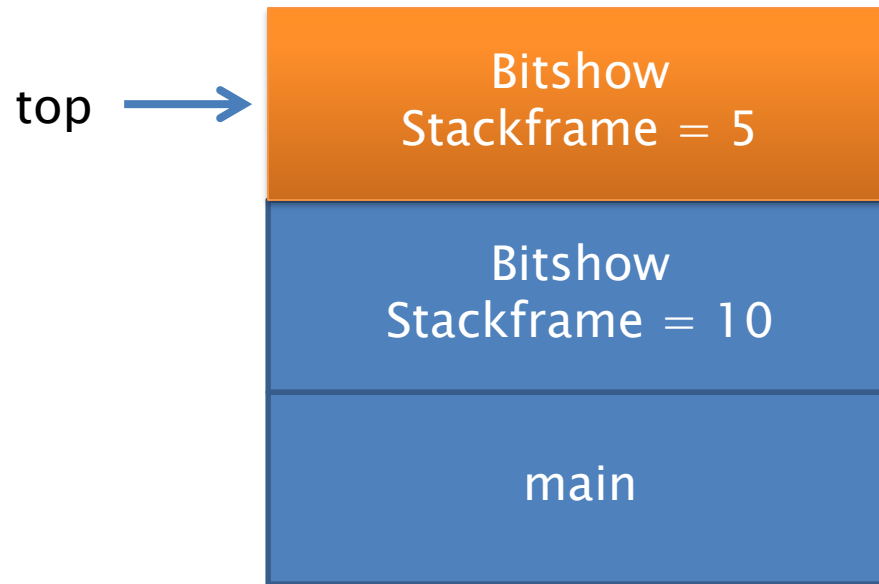 Bitshow
top
Stackframe = 5
Bitshow
Stackframe = 10
main